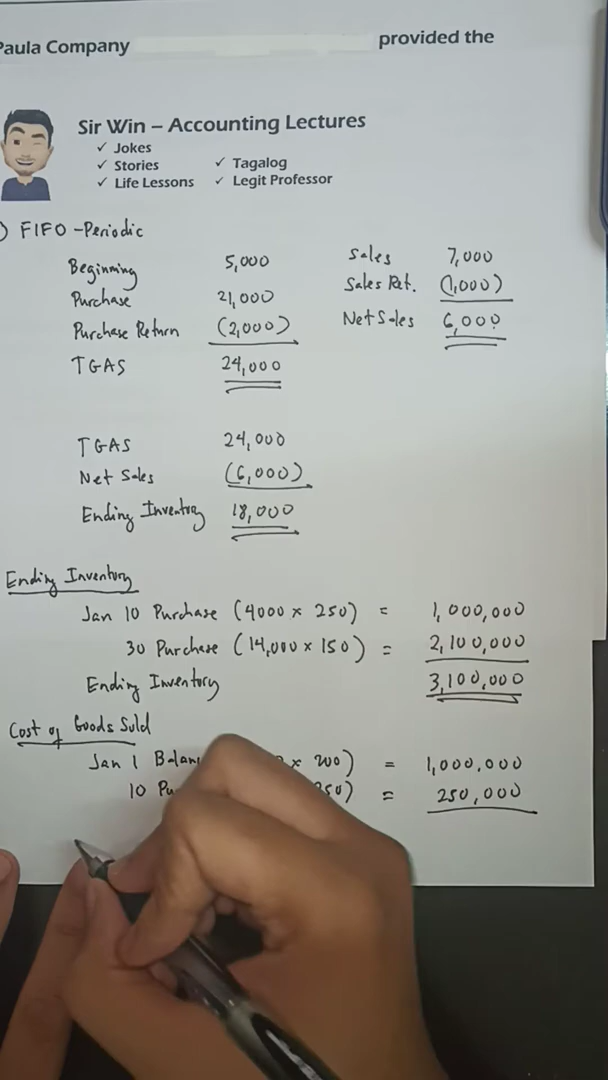 Paula Company provided the
Sir Win – Accounting Lectures
✓ Jokes
✓ Stories ✓ Tagalog
✓ Life Lessons ✓ Legit Professor
) FIFO - Periodic
Beginning 5,000 Sales 7,000
Purchase 21,000 Sales Ret. (1,000)
Purchase Return (2,000) Net Sales 6,000
TGAS 24,000
TGAS 24,000
Net Sales (6,000)
Ending Inventory 18,000
Ending Inventory
Jan 10 Purchase (4000 x 250) = 1,000,000
30 Purchase (14,000 x 150) = 2,100,000
Ending Inventory 3,100,000
Cost of Goods Sold
Jan 1 Balan x 200) = 1,000,000
10 Pu 250) = 250,000